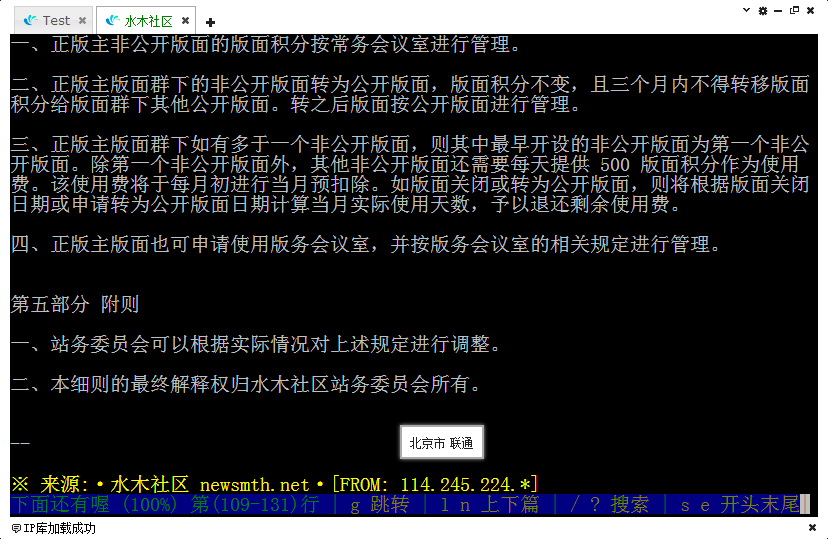 Test
水木社区
一、正版主非公开版面的版面积分按常务会议室进行管理。
二、正版主版面群下的非公开版面转为公开版面，版面积分不变，且三个月内不得转移版面
积分给版面群下其他公开版面。转之后版面按公开版面进行管理。
三、正版主版面群下如有多于一个非公开版面，则其中最早开设的非公开版面为第一个非公
开版面。除第一个非公开版面外，其他非公开版面还需要每天提供 500 版面积分作为使用
费。该使用费将于每月初进行当月预扣除。如版面关闭或转为公开版面，则将根据版面关闭
日期或申请转为公开版面日期计算当月实际使用天数，予以退还剩余使用费。
四、正版主版面也可申请使用版务会议室，并按版务会议室的相关规定进行管理。
第五部分 附则
一、站务委员会可以根据实际情况对上述规定进行调整。
二、本细则的最终解释权归水木社区站务委员会所有。
--
北京市 联通
※ 来源:·水木社区 newsmth.net·[FROM: 114.245.224.*]
下面还有喔 (100%) 第(109-131)行 | g 跳转 | l n 上下篇 | / ? 搜索 | s e 开头末尾
IP库加载成功